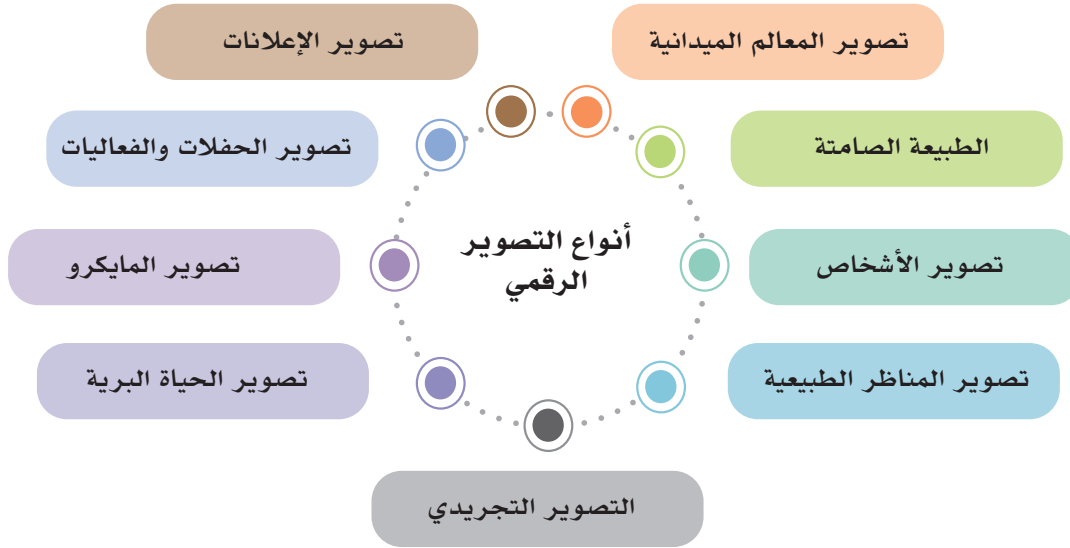 تصوير المعالم الميدانية
تصوير الإعلانات
الطبيعة الصامتة
تصوير الحفلات والفعاليات
أنواع التصوير
الرقمي
تصوير الأشخاص
تصوير المايكرو
تصوير المناظر الطبيعية
تصوير الحياة البرية
التصوير التجريدي